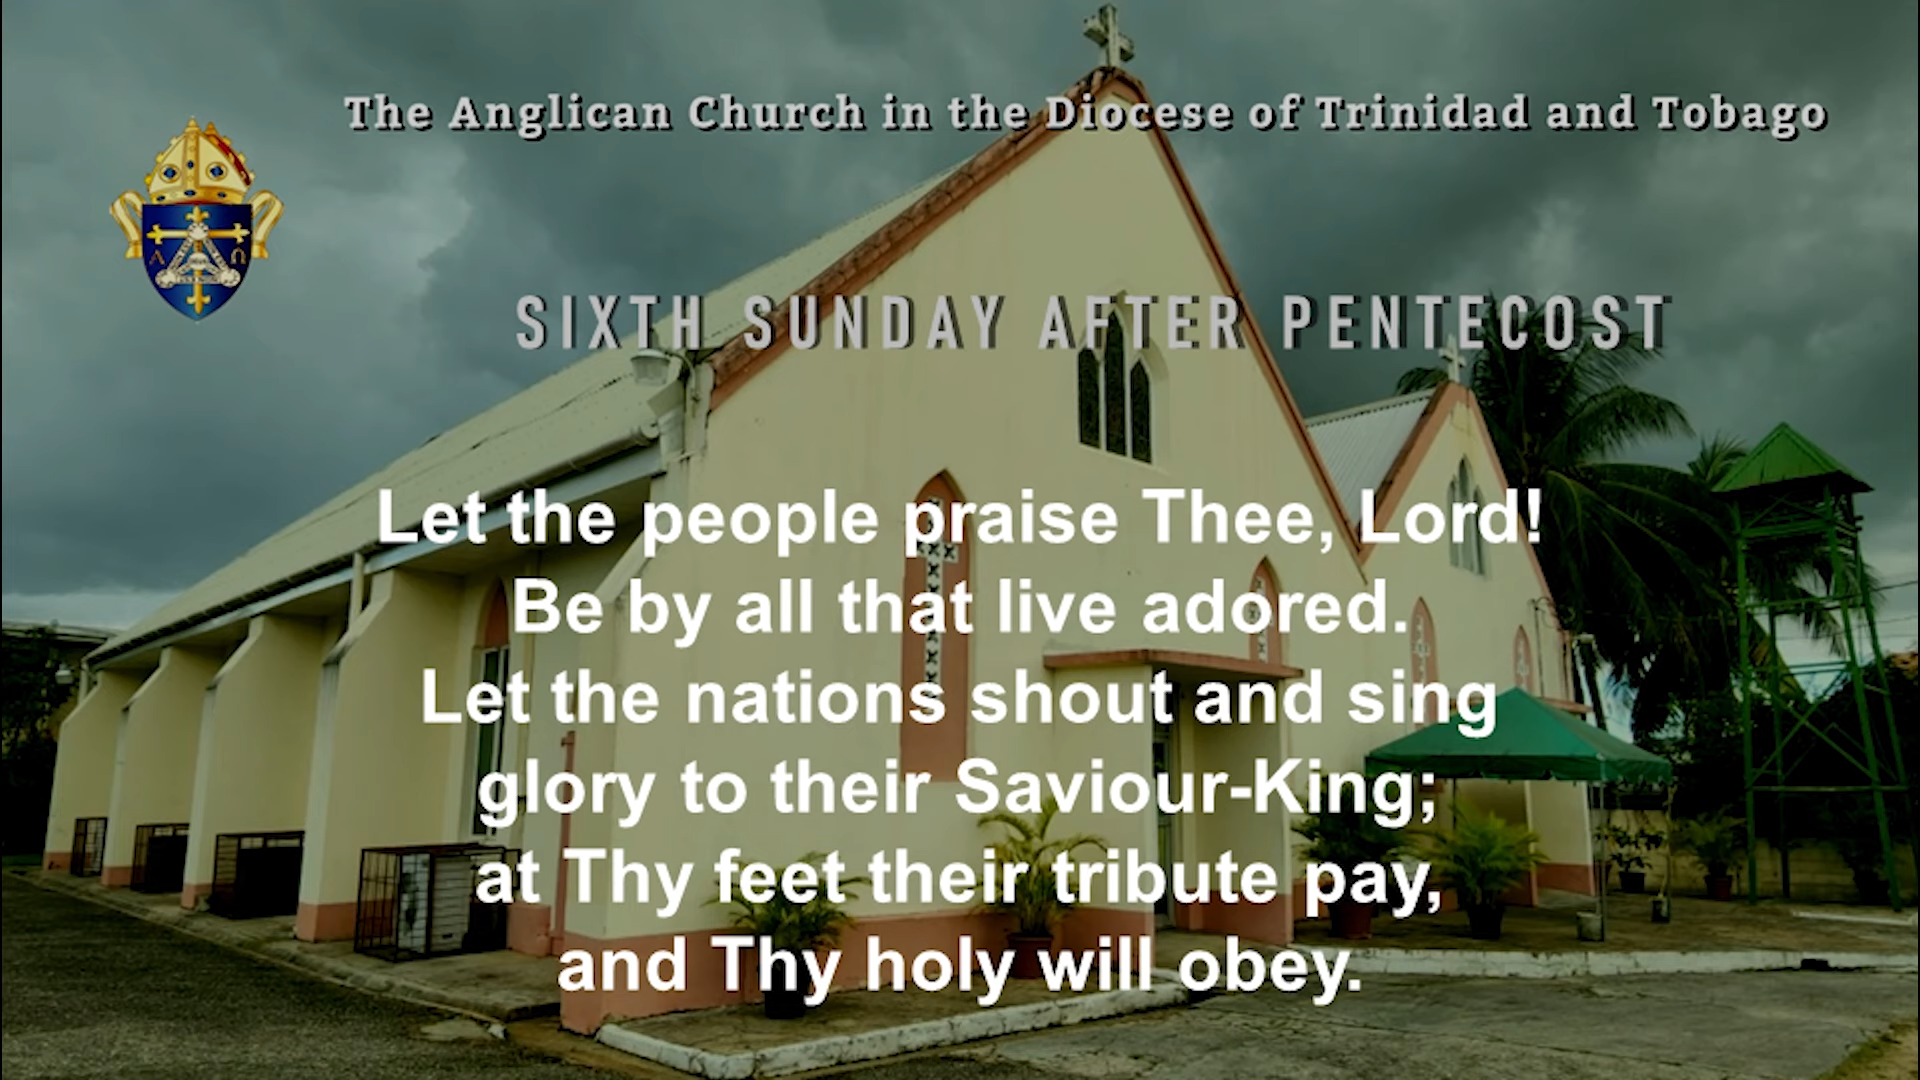 The Anglican Church in the Diocese of Trinidad and Tobago
SIXTH SUNDAY AFTER PENTECOST
Let the people praise Thee, Lord!
Be by all that live adored.
Let the nations shout and sing
glory to their Saviour-King;
at Thy feet their tribute pay,
and Thy holy will obey.